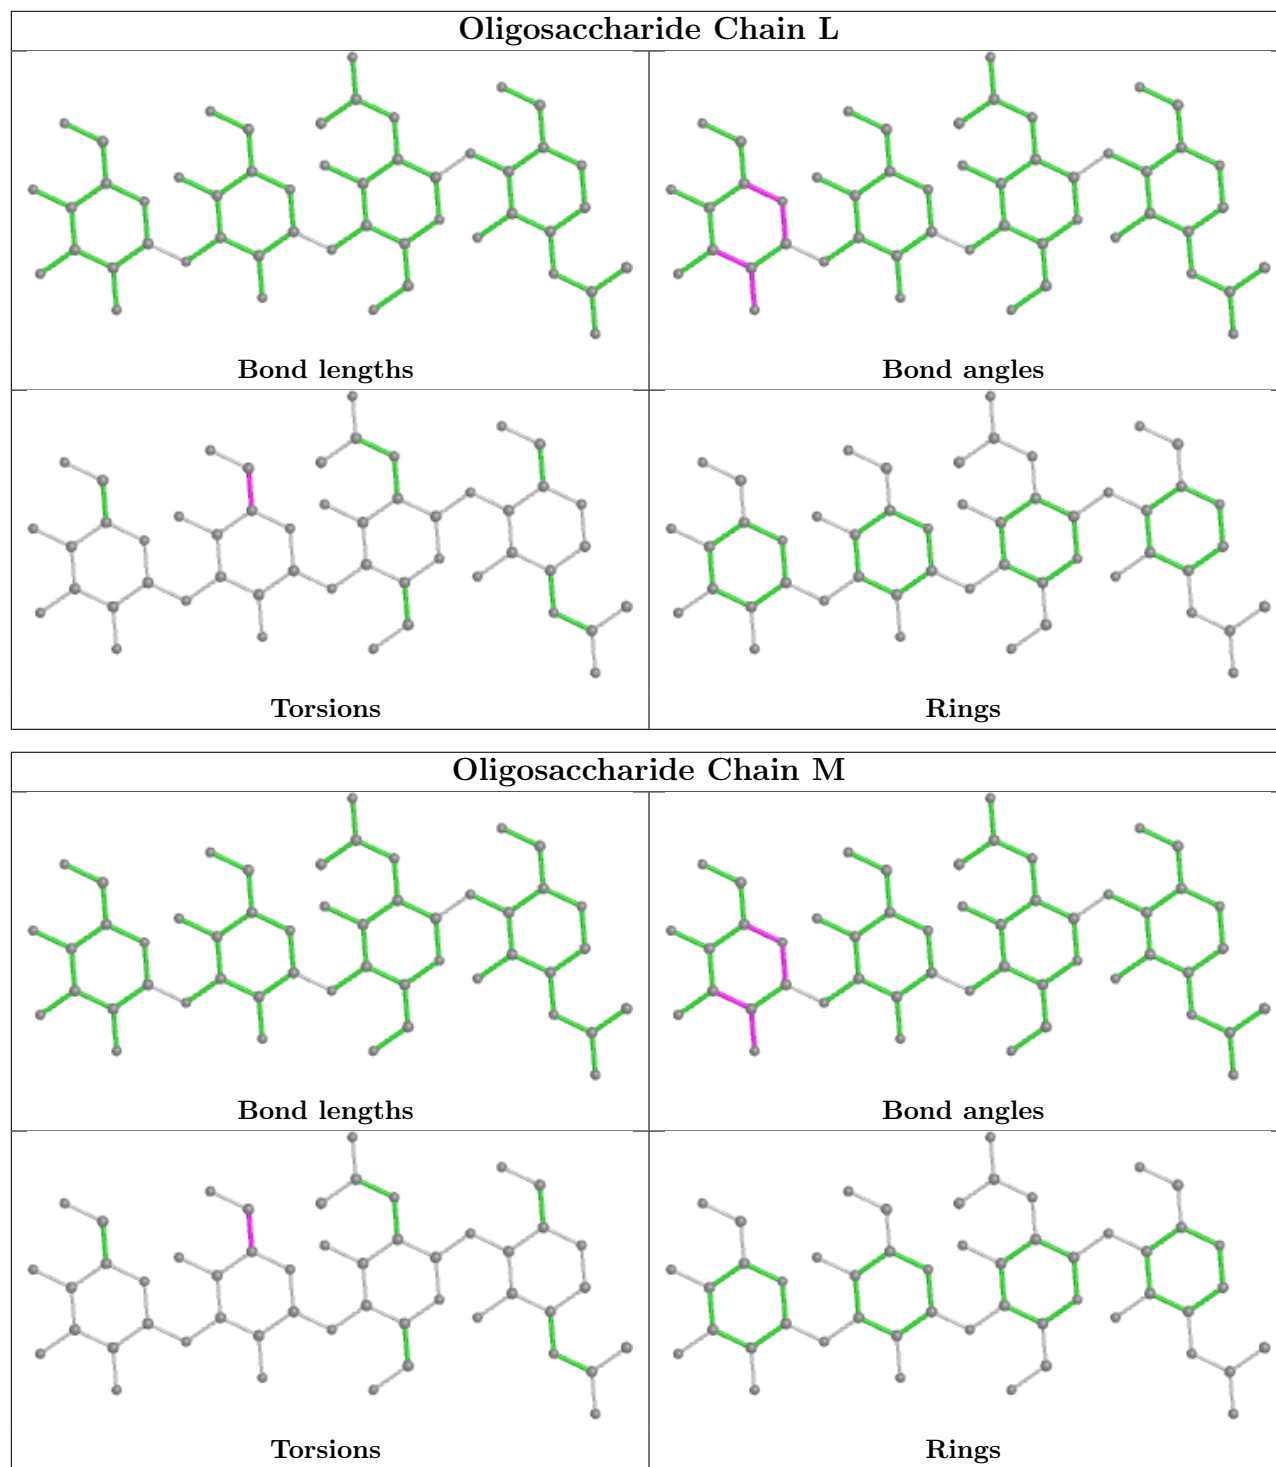 Oligosaccharide Chain L
Bond lengths
Bond angles
Torsions
Rings
Oligosaccharide Chain M
Bond lengths
Bond angles
Torsions
Rings